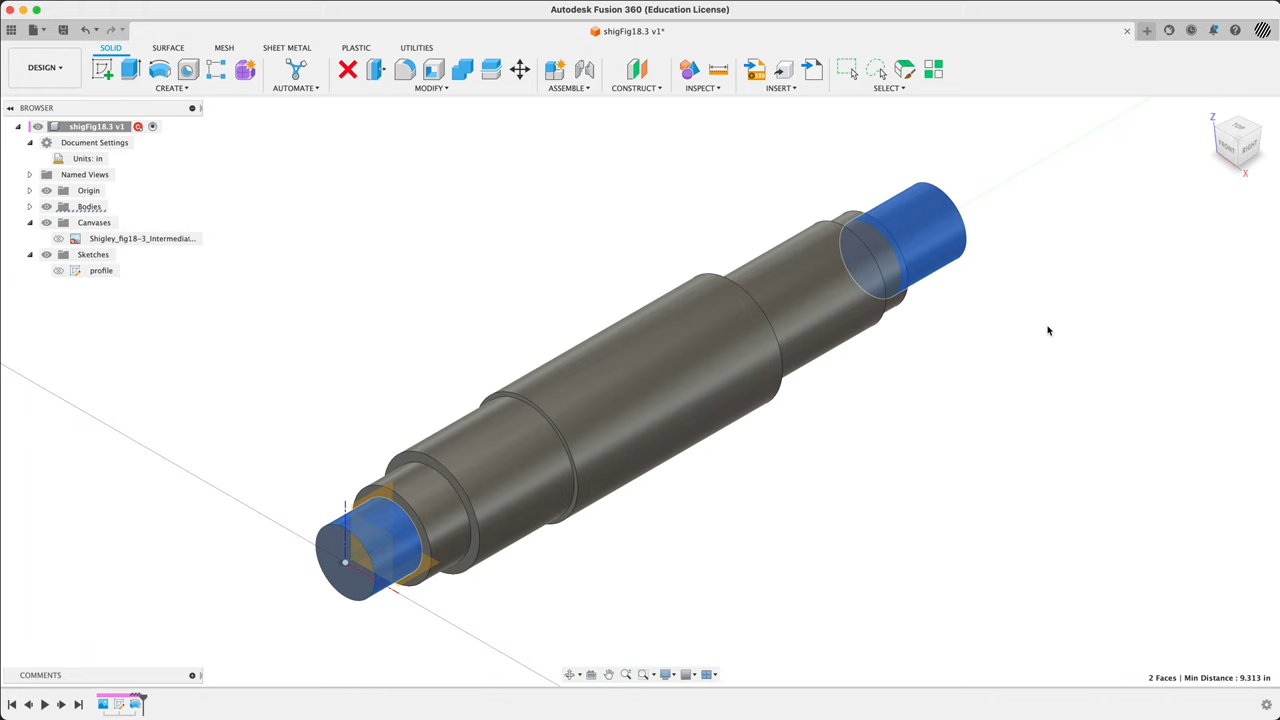 Autodesk Fusion 360 (Education License)
shigFig18.3 v1*
DESIGN
SOLID SURFACE MESH SHEET METAL PLASTIC UTILITIES
CREATE AUTOMATE MODIFY ASSEMBLE CONSTRUCT INSPECT INSERT SELECT
BROWSER
shigFig18.3 v1
Document Settings
Units: in
Named Views
Origin
Bodies
Canvases
Shigley_fig18-3_Intermediat...
Sketches
profile
Z
TOP
FRONT RIGHT
X
COMMENTS
2 Faces | Min Distance : 9.313 in